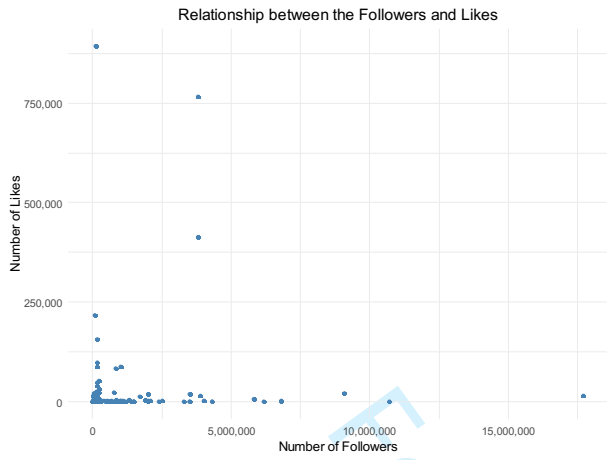 Relationship between the Followers and Likes
Number of Likes
750,000
500,000
250,000
0
0
5,000,000
10,000,000
15,000,000
Number of Followers